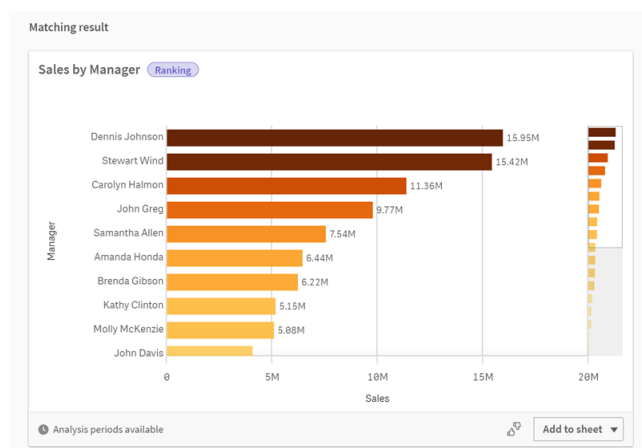 Matching result
Sales by Manager Ranking
Dennis Johnson 15.95M
Stewart Wind 15.42M
Carolyn Halmon 11.36M
John Greg 9.77M
Samantha Allen 7.54M
Amanda Honda 6.44M
Brenda Gibson 6.22M
Kathy Clinton 5.15M
Molly McKenzie 5.08M
John Davis
Manager
0 5M 10M 15M 20M
Sales
Analysis periods available Add to sheet